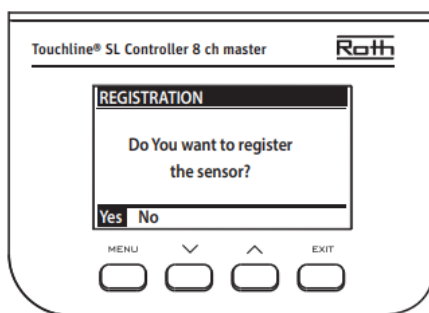 Touchline® SL Controller 8 ch master Roth
REGISTRATION
Do You want to register
the sensor?
Yes No
MENU EXIT